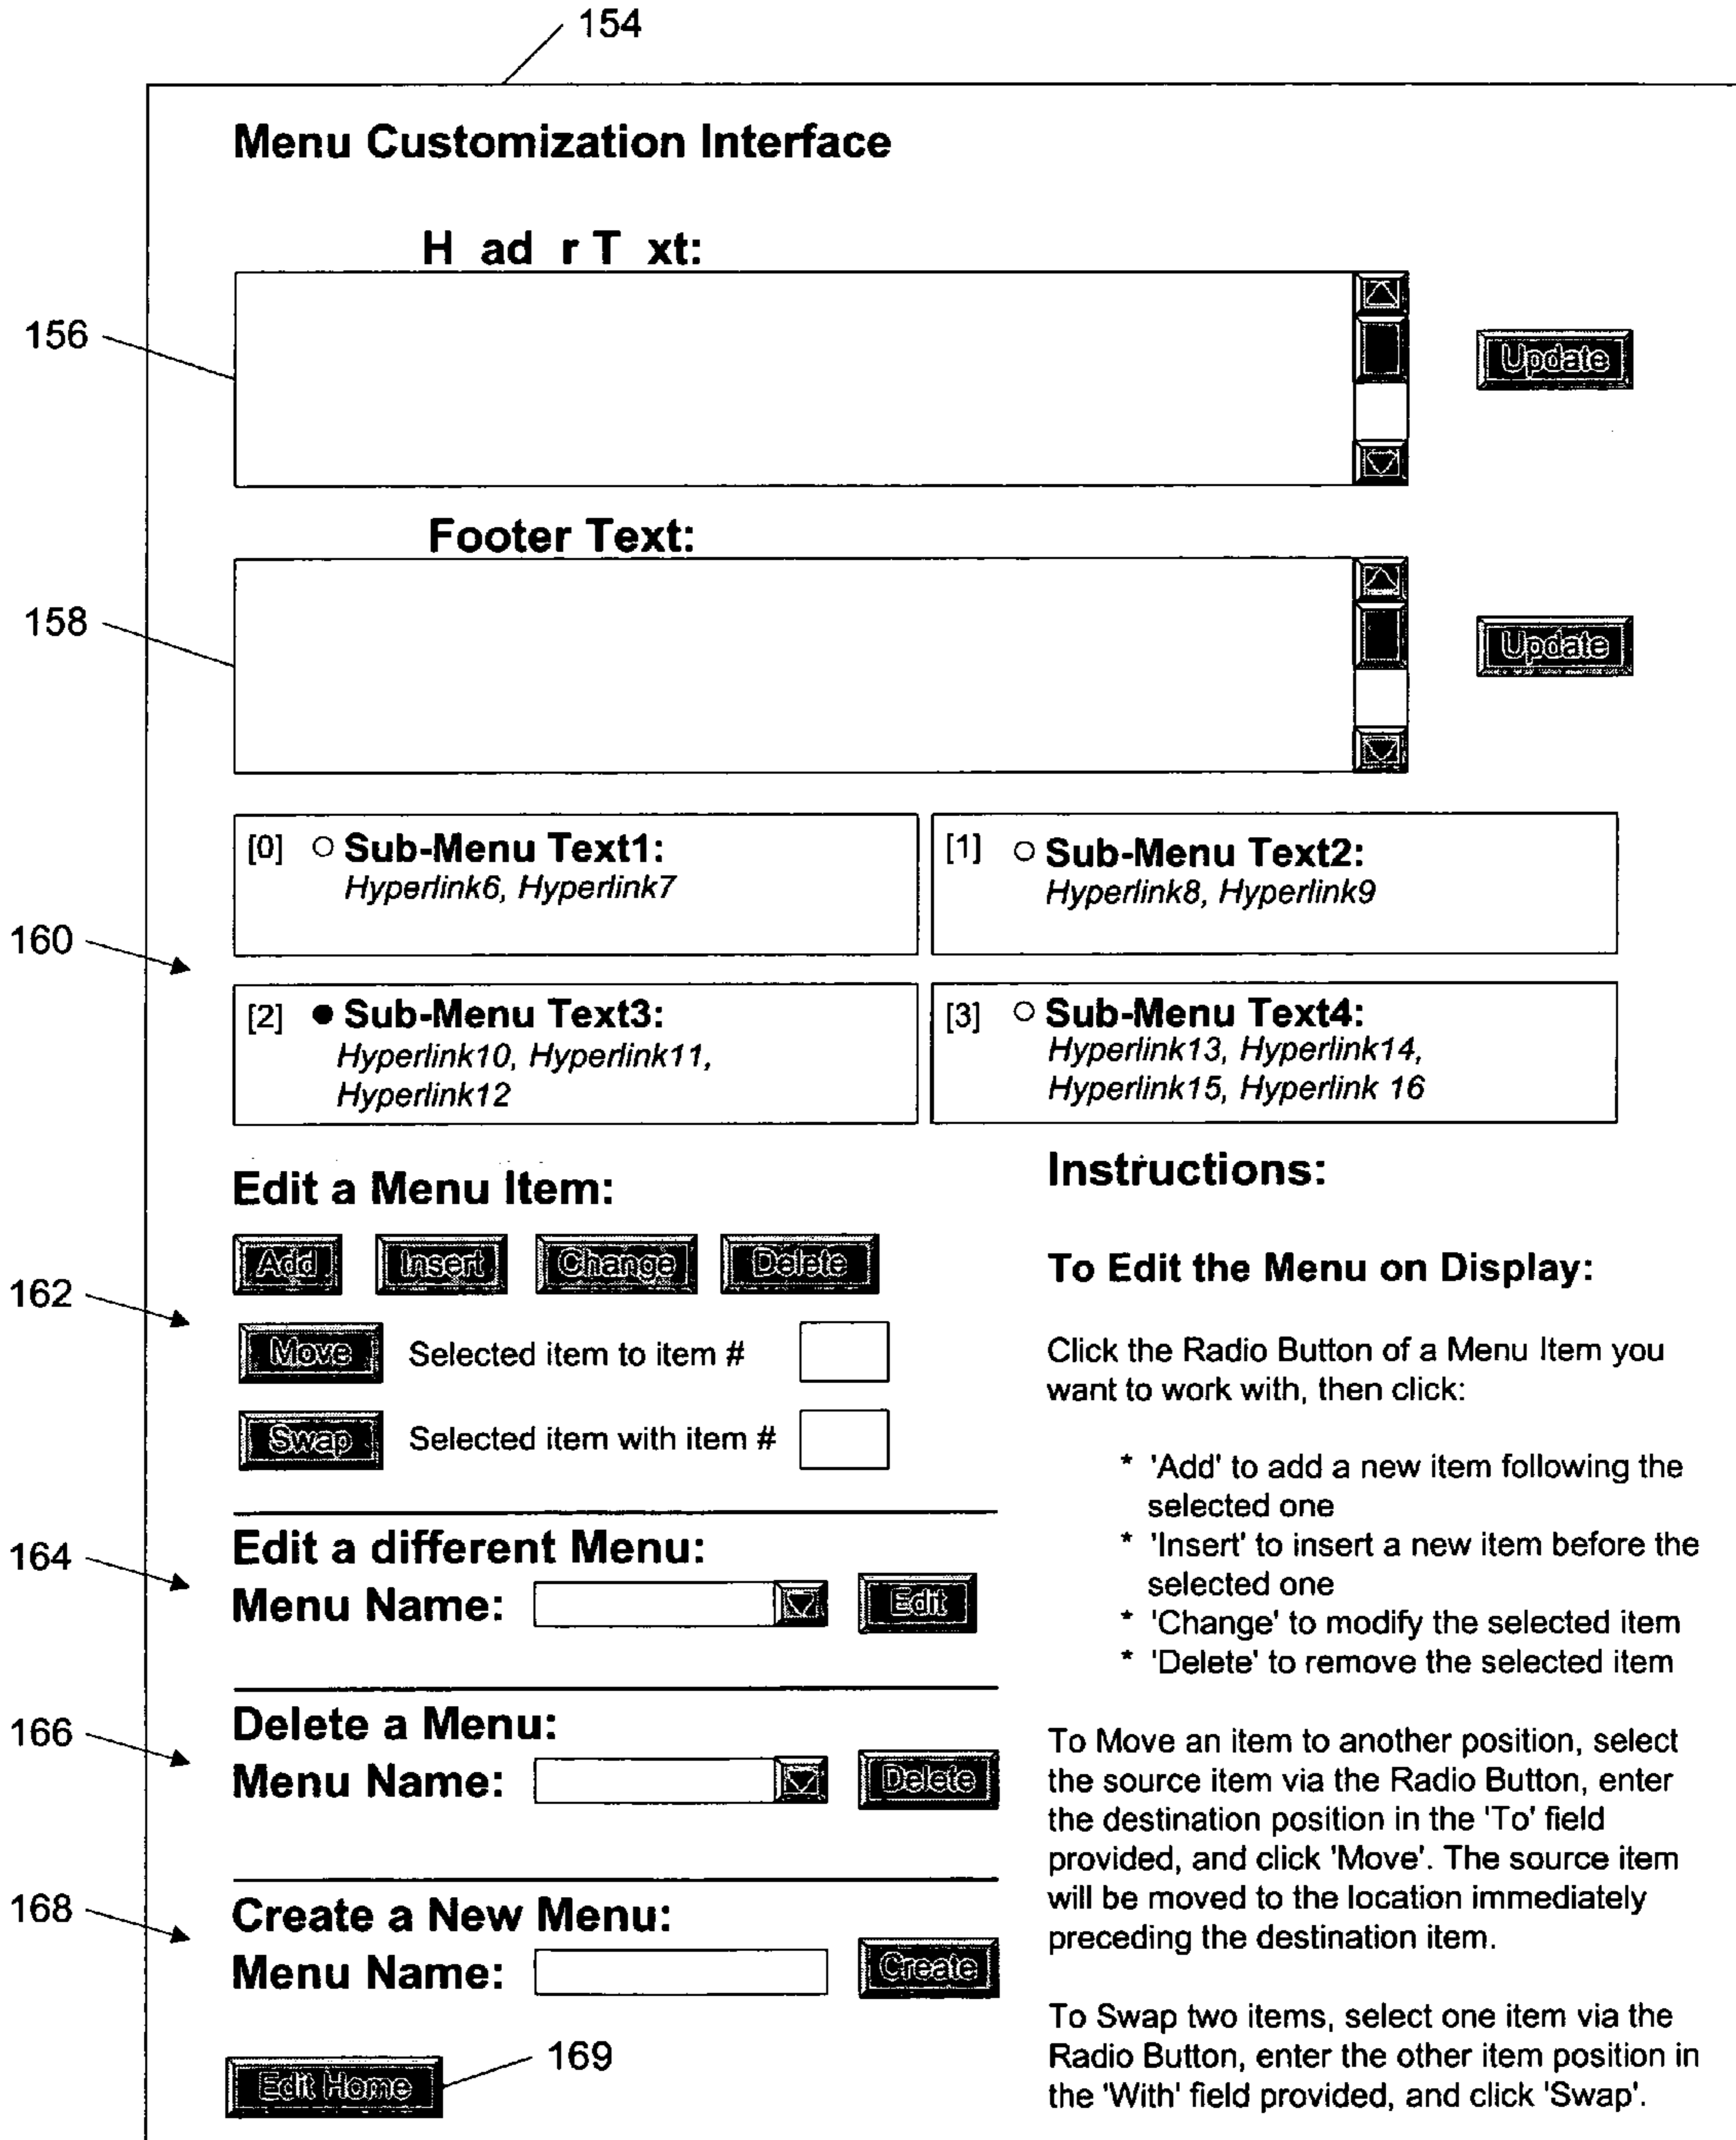 154
Menu Customization Interface
H ad r T xt:
156
Update
Footer Text:
158
Update
[0] Sub-Menu Text1:
Hyperlink6, Hyperlink7
[1] Sub-Menu Text2:
Hyperlink8, Hyperlink9
160
[2] Sub-Menu Text3:
Hyperlink10, Hyperlink11,
Hyperlink12
[3] Sub-Menu Text4:
Hyperlink13, Hyperlink14,
Hyperlink15, Hyperlink 16
Edit a Menu Item:
Add Insert Change Delete
162
Move Selected item to item #
Swap Selected item with item #
164
Edit a different Menu:
Menu Name: Edit
166
Delete a Menu:
Menu Name: Delete
168
Create a New Menu:
Menu Name: Create
Edit Home
169
Instructions:
To Edit the Menu on Display:
Click the Radio Button of a Menu Item you
want to work with, then click:
* 'Add' to add a new item following the
selected one
* 'Insert' to insert a new item before the
selected one
* 'Change' to modify the selected item
* 'Delete' to remove the selected item
To Move an item to another position, select
the source item via the Radio Button, enter
the destination position in the 'To' field
provided, and click 'Move'. The source item
will be moved to the location immediately
preceding the destination item.
To Swap two items, select one item via the
Radio Button, enter the other item position in
the 'With' field provided, and click 'Swap'.